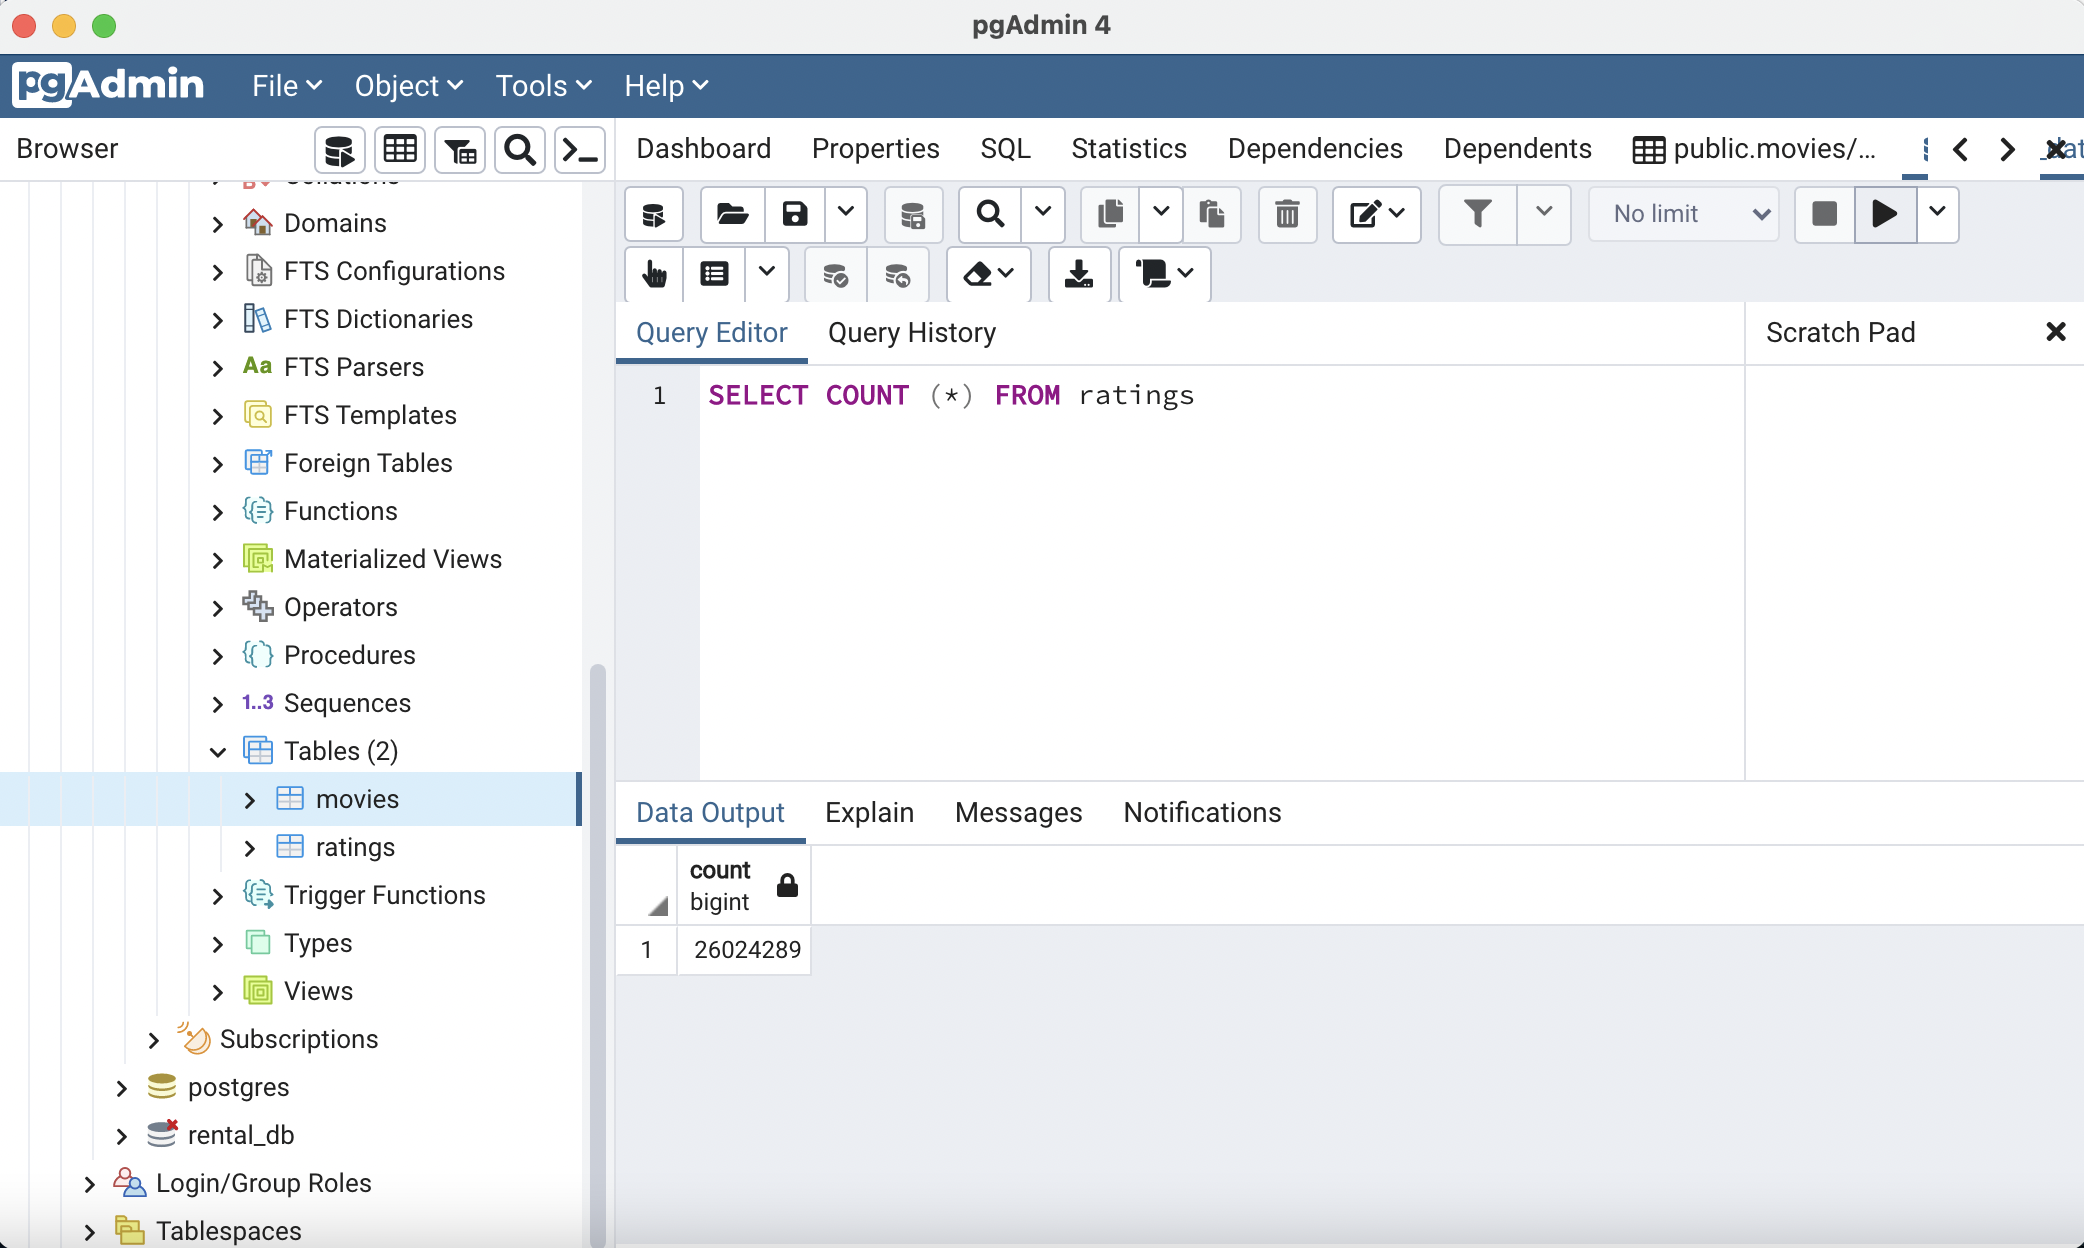 pgAdmin 4
pgAdmin File Object Tools Help
Browser
Dashboard Properties SQL Statistics Dependencies Dependents public.movies/...
Domains
FTS Configurations
FTS Dictionaries
Aa FTS Parsers
FTS Templates
Foreign Tables
Functions
Materialized Views
Operators
Procedures
1..3 Sequences
Tables (2)
movies
ratings
Trigger Functions
Types
Views
Subscriptions
postgres
rental_db
Login/Group Roles
Tablespaces
No limit
Query Editor Query History
Scratch Pad
1 SELECT COUNT (*) FROM ratings
Data Output Explain Messages Notifications
count
bigint
1 26024289